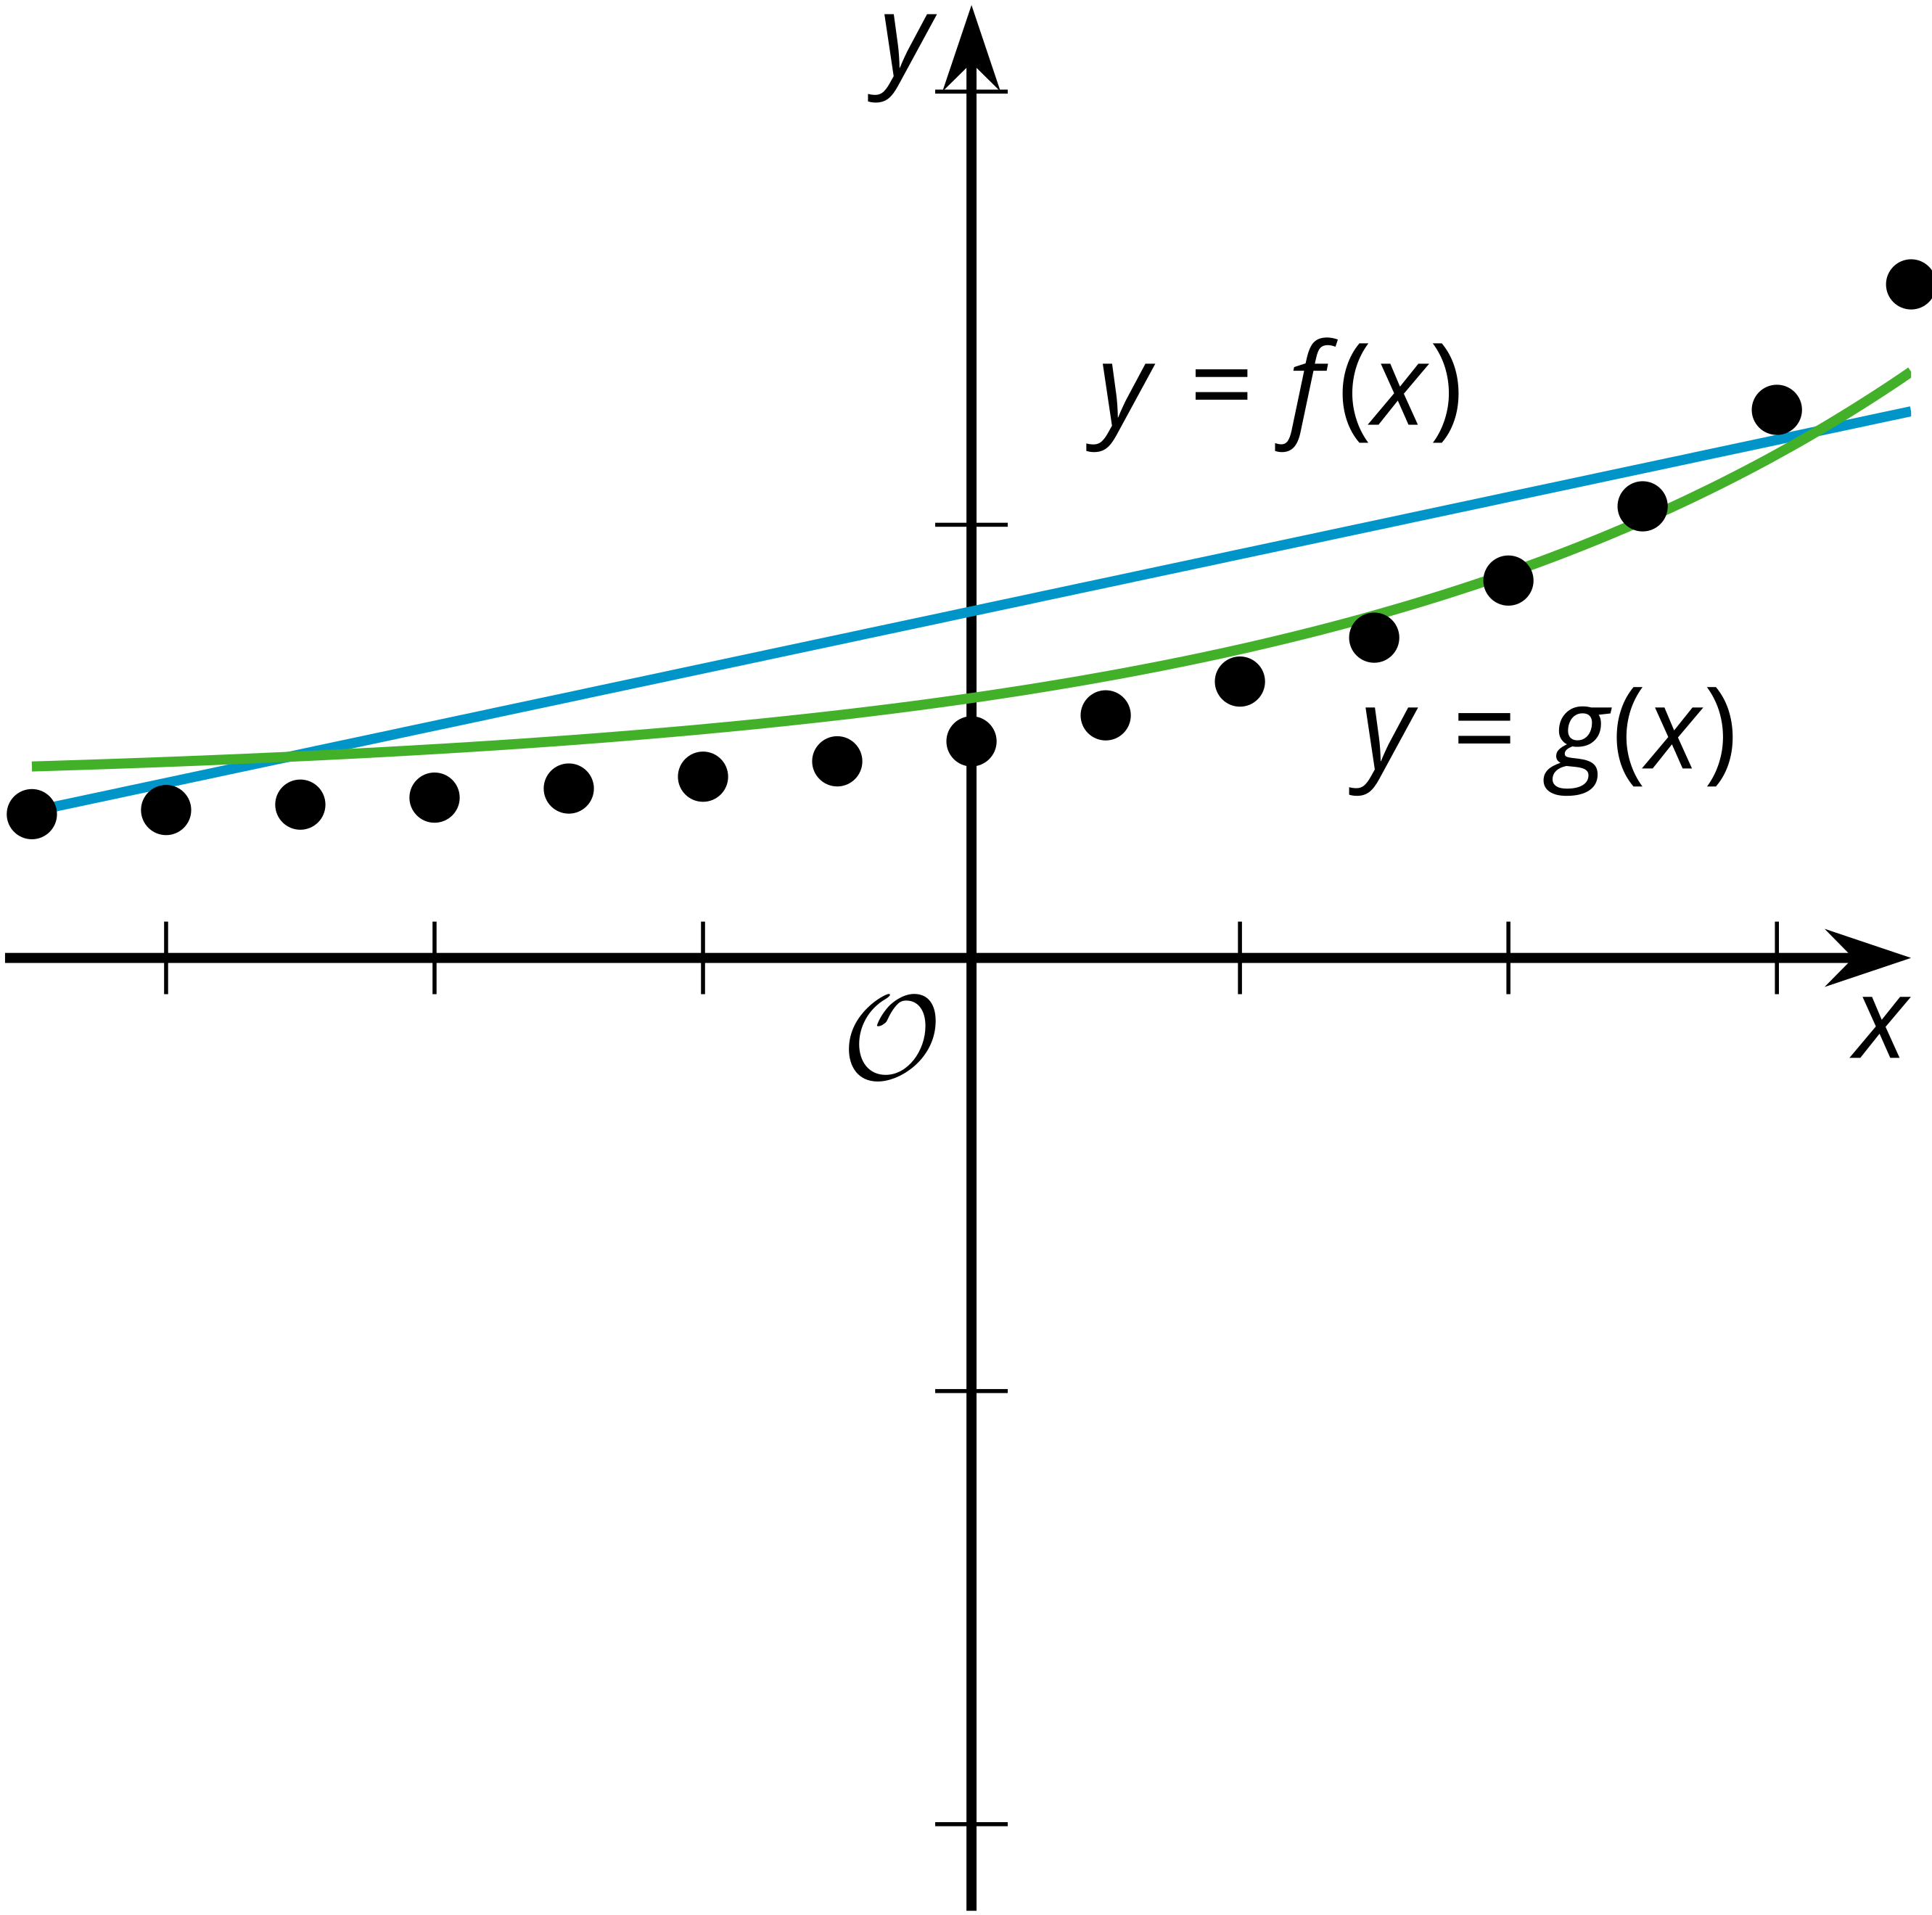 y
y = f(x)
y = g(x)
𝒪
x